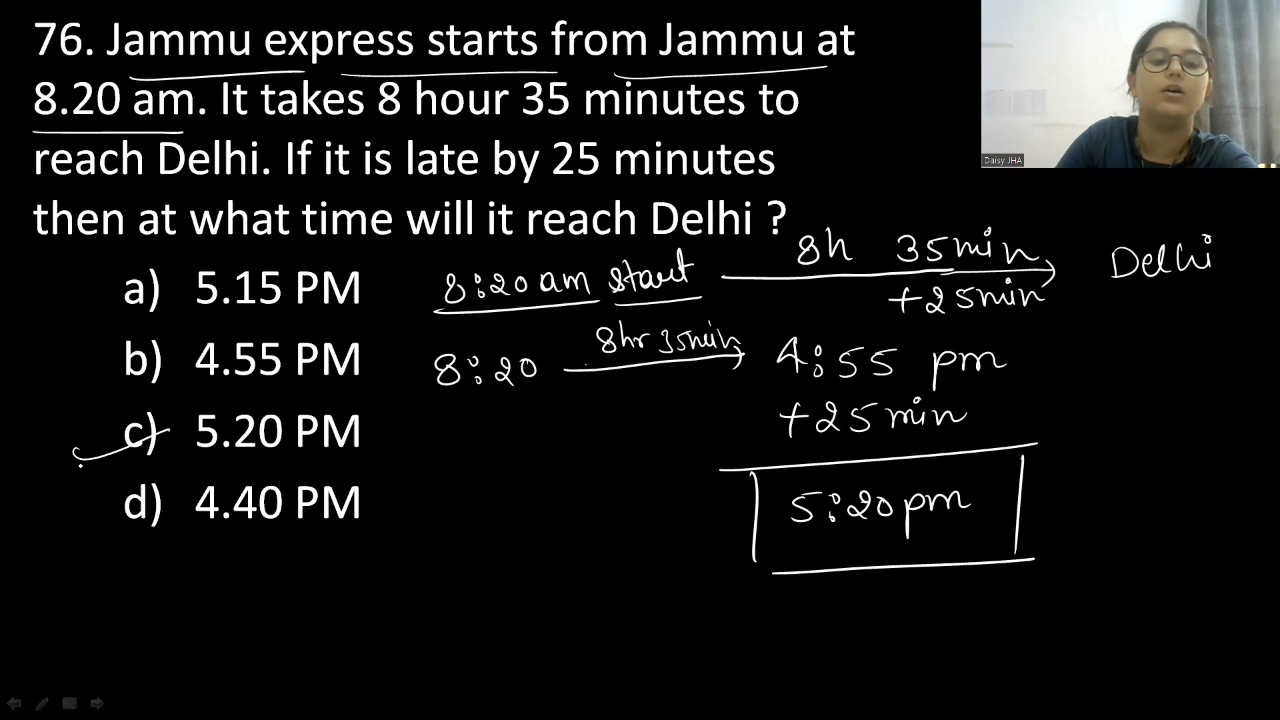 76. Jammu express starts from Jammu at
8.20 am. It takes 8 hour 35 minutes to
reach Delhi. If it is late by 25 minutes
then at what time will it reach Delhi ?
a) 5.15 PM
b) 4.55 PM
c) 5.20 PM
d) 4.40 PM
8:20 am start 8h 35min Delhi
+25min
8:20 8hr 35min 4:55 pm
+25 min
5:20 pm
Daisy JHA